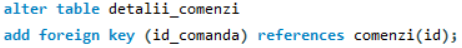 alter table detalii_comenzi
add foreign key (id_comanda) references comenzi(id);